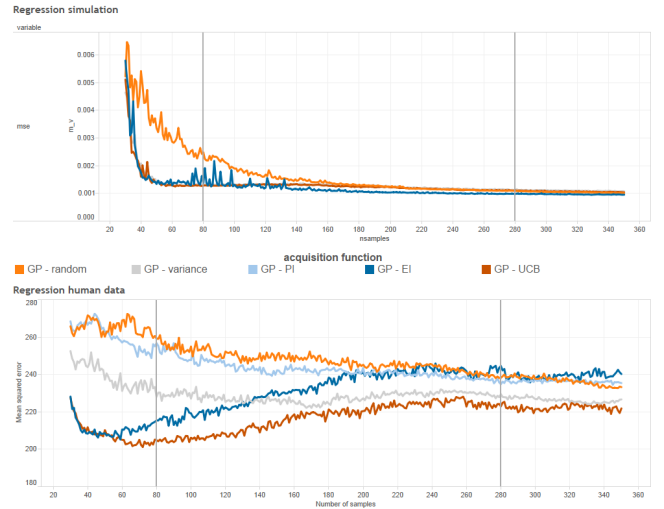 Regression simulation
variable
mse
m_v
0.006
0.005
0.004
0.003
0.002
0.001
0.000
20 40 60 80 100 120 140 160 180 200 220 240 260 280 300 320 340 360
nsamples
acquisition function
GP - random GP - variance GP - PI GP - EI GP - UCB
Regression human data
Mean squared error
280
260
240
220
200
180
20 40 60 80 100 120 140 160 180 200 220 240 260 280 300 320 340 360
Number of samples